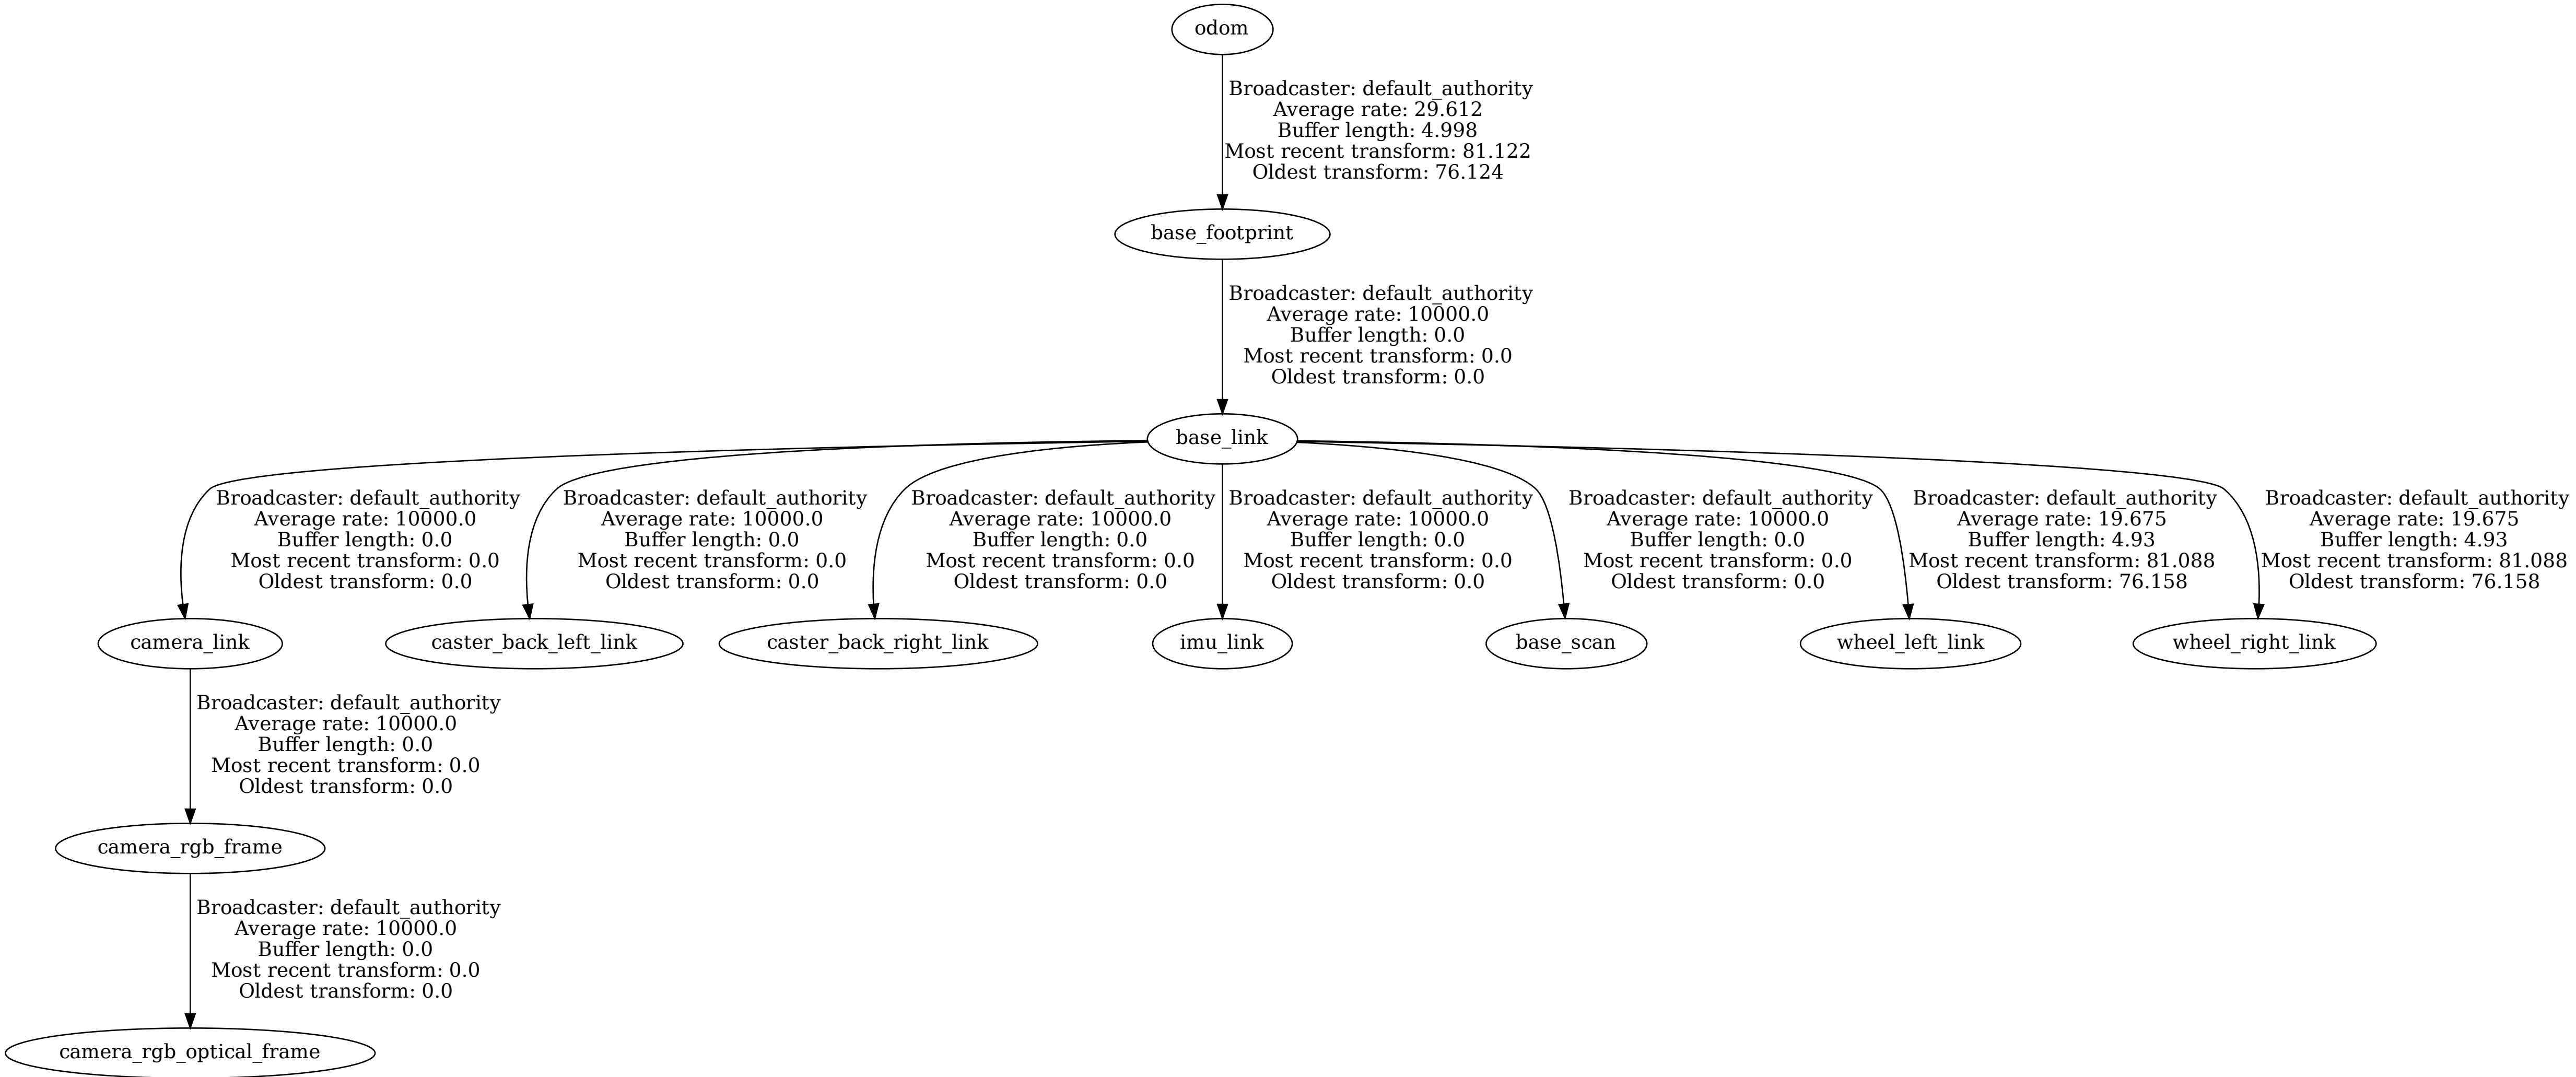 odom
Broadcaster: default_authority
Average rate: 29.612
Buffer length: 4.998
Most recent transform: 81.122
Oldest transform: 76.124
base_footprint
Broadcaster: default_authority
Average rate: 10000.0
Buffer length: 0.0
Most recent transform: 0.0
Oldest transform: 0.0
base_link
Broadcaster: default_authority
Average rate: 10000.0
Buffer length: 0.0
Most recent transform: 0.0
Oldest transform: 0.0
Broadcaster: default_authority
Average rate: 10000.0
Buffer length: 0.0
Most recent transform: 0.0
Oldest transform: 0.0
Broadcaster: default_authority
Average rate: 10000.0
Buffer length: 0.0
Most recent transform: 0.0
Oldest transform: 0.0
Broadcaster: default_authority
Average rate: 10000.0
Buffer length: 0.0
Most recent transform: 0.0
Oldest transform: 0.0
Broadcaster: default_authority
Average rate: 10000.0
Buffer length: 0.0
Most recent transform: 0.0
Oldest transform: 0.0
Broadcaster: default_authority
Average rate: 19.675
Buffer length: 4.93
Most recent transform: 81.088
Oldest transform: 76.158
Broadcaster: default_authority
Average rate: 19.675
Buffer length: 4.93
Most recent transform: 81.088
Oldest transform: 76.158
camera_link
caster_back_left_link
caster_back_right_link
imu_link
base_scan
wheel_left_link
wheel_right_link
Broadcaster: default_authority
Average rate: 10000.0
Buffer length: 0.0
Most recent transform: 0.0
Oldest transform: 0.0
camera_rgb_frame
Broadcaster: default_authority
Average rate: 10000.0
Buffer length: 0.0
Most recent transform: 0.0
Oldest transform: 0.0
camera_rgb_optical_frame